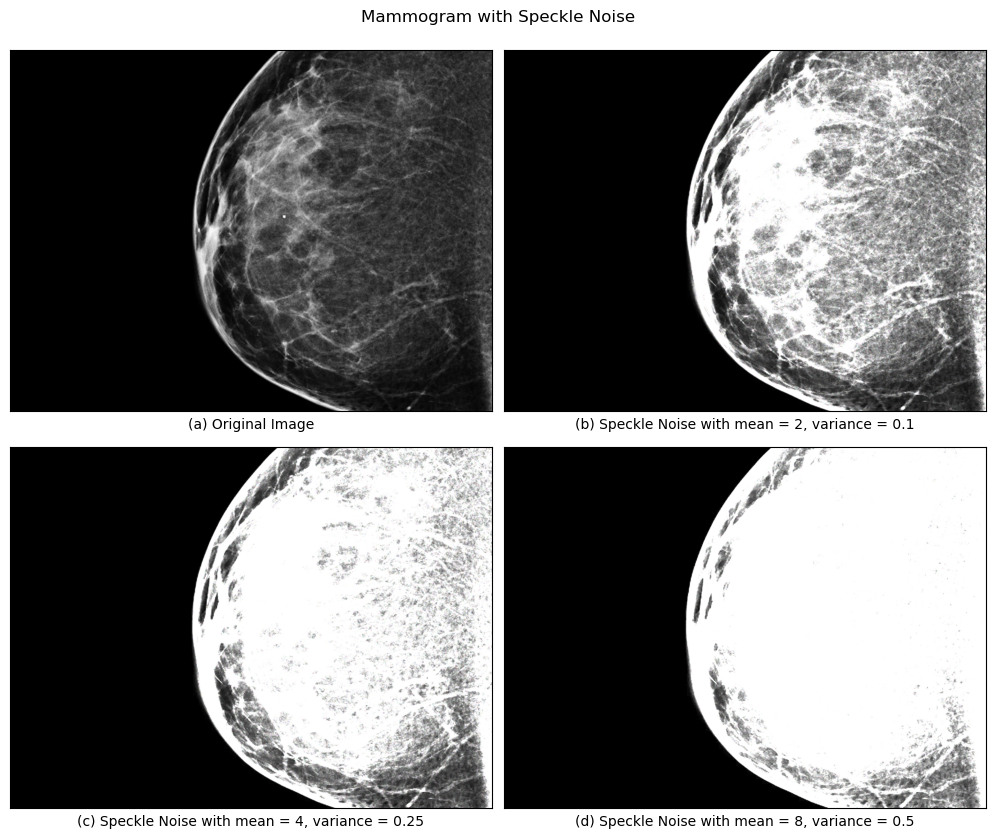 Mammogram with Speckle Noise
(a) Original Image
(b) Speckle Noise with mean = 2, variance = 0.1
(c) Speckle Noise with mean = 4, variance = 0.25
(d) Speckle Noise with mean = 8, variance = 0.5